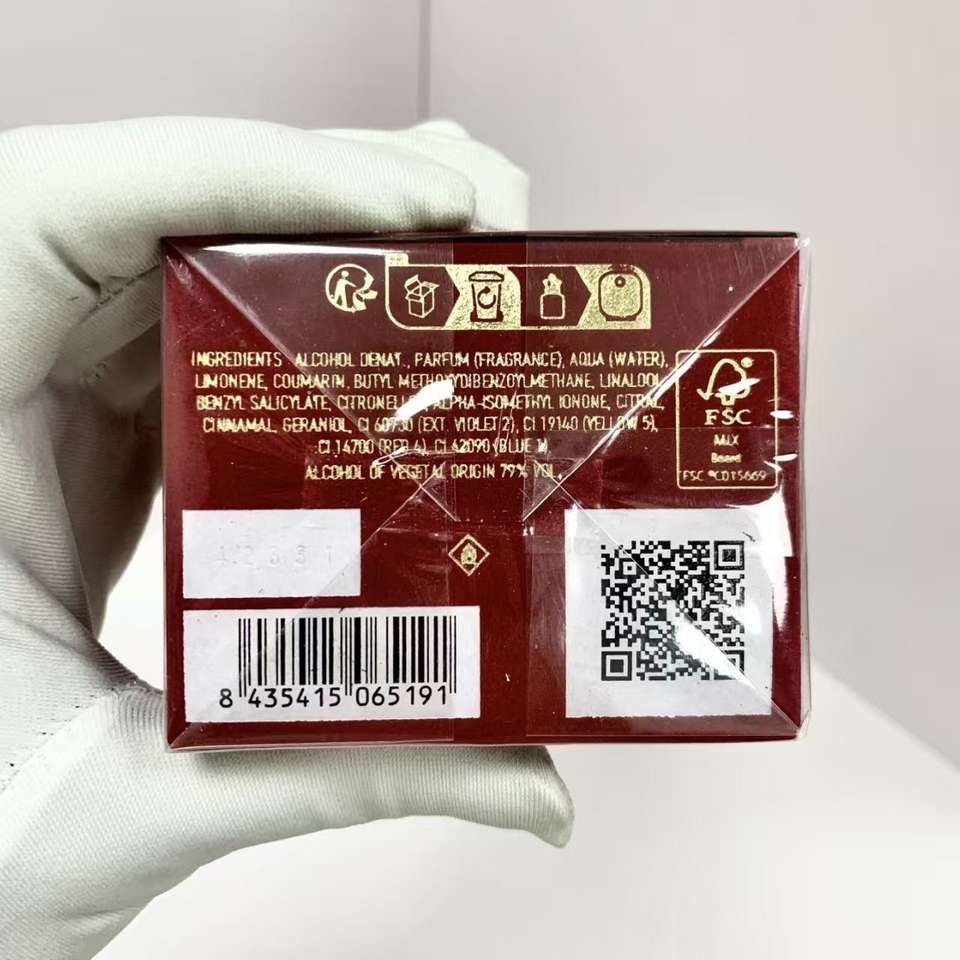 INGREDIENTS ALCOHOL DENAT., PARFUM (FRAGRANCE), AQUA (WATER),
LIMONENE, COUMARIN, BUTYL METHOXYDIBENZOYLMETHANE, LINALOOL
BENZYL SALICYLATE, CITRONELLOL, ALPHA-ISOMETHYL IONONE, CITRAL,
CINNAMAL, GERANIOL, CI 60730 (EXT. VIOLET 2), CI 19140 (YELLOW 5),
CI 14700 (RED 4), CI 42090 (BLUE 1)
ALCOHOL OF VEGETAL ORIGIN 79% VOL.
FSC
MIX
Board
FSC
8 435415 065191